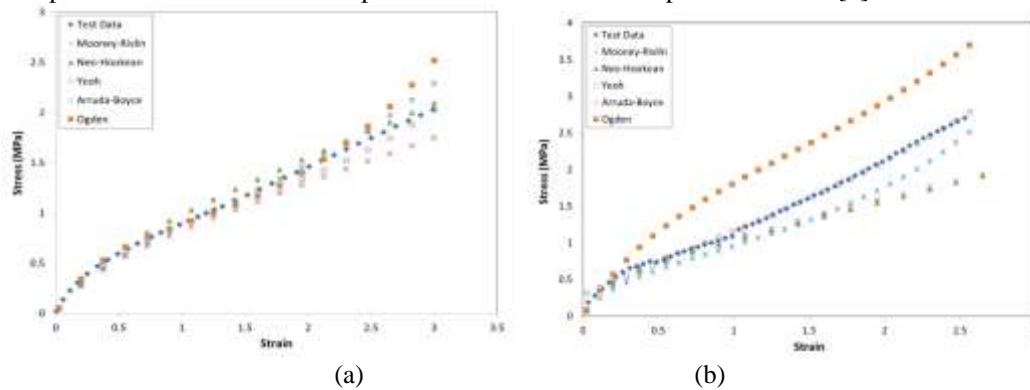 Test Data
Mooney-Rivlin
Neo-Hookean
Yeoh
Arruda-Boyce
Ogden
Stress (MPa)
3
2.5
2
1.5
1
0.5
0
0 0.5 1 1.5 2 2.5 3 3.5
Strain
(a)
Test Data
Mooney-Rivlin
Neo-Hookean
Yeoh
Arruda-Boyce
Ogden
Stress (MPa)
4
3.5
3
2.5
2
1.5
1
0.5
0
0 0.5 1 1.5 2 2.5
Strain
(b)